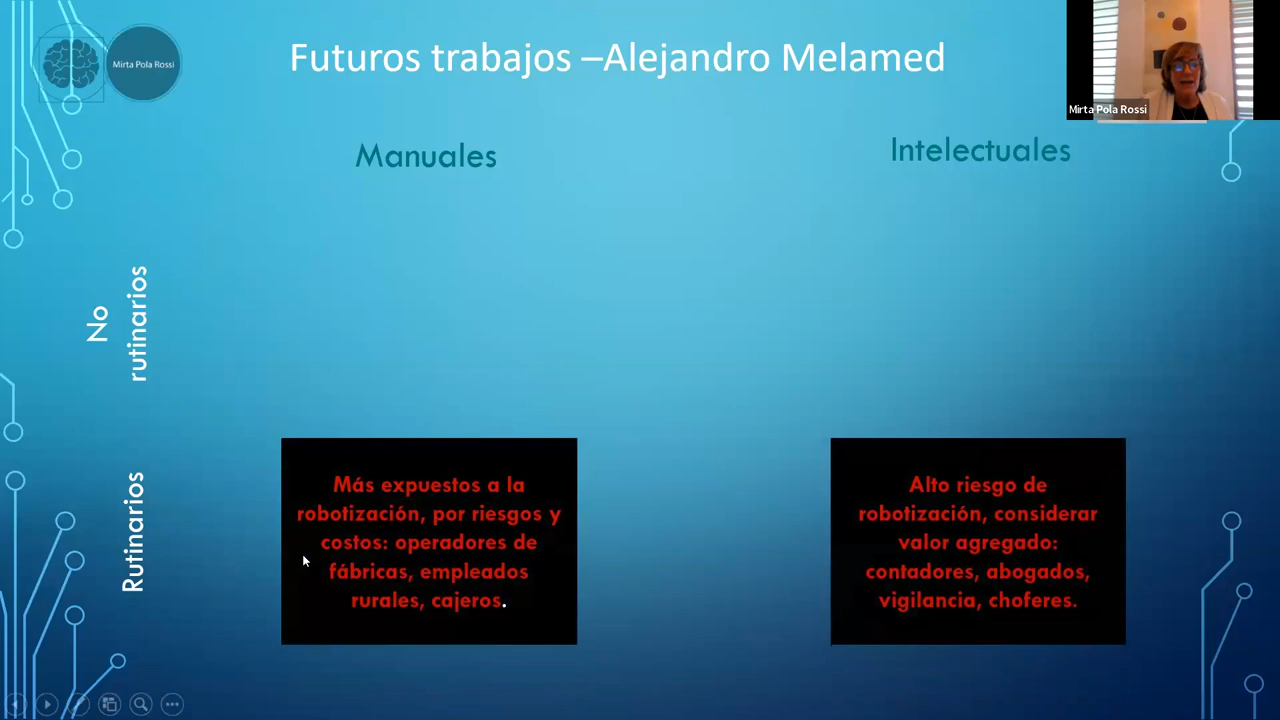 Mirta Pola Rossi
Futuros trabajos –Alejandro Melamed
Mirta Pola Rossi
Manuales
Intelectuales
No
rutinarios
Rutinarios
Más expuestos a la
robotización, por riesgos y
costos: operadores de
fábricas, empleados
rurales, cajeros.
Alto riesgo de
robotización, considerar
valor agregado:
contadores, abogados,
vigilancia, choferes.